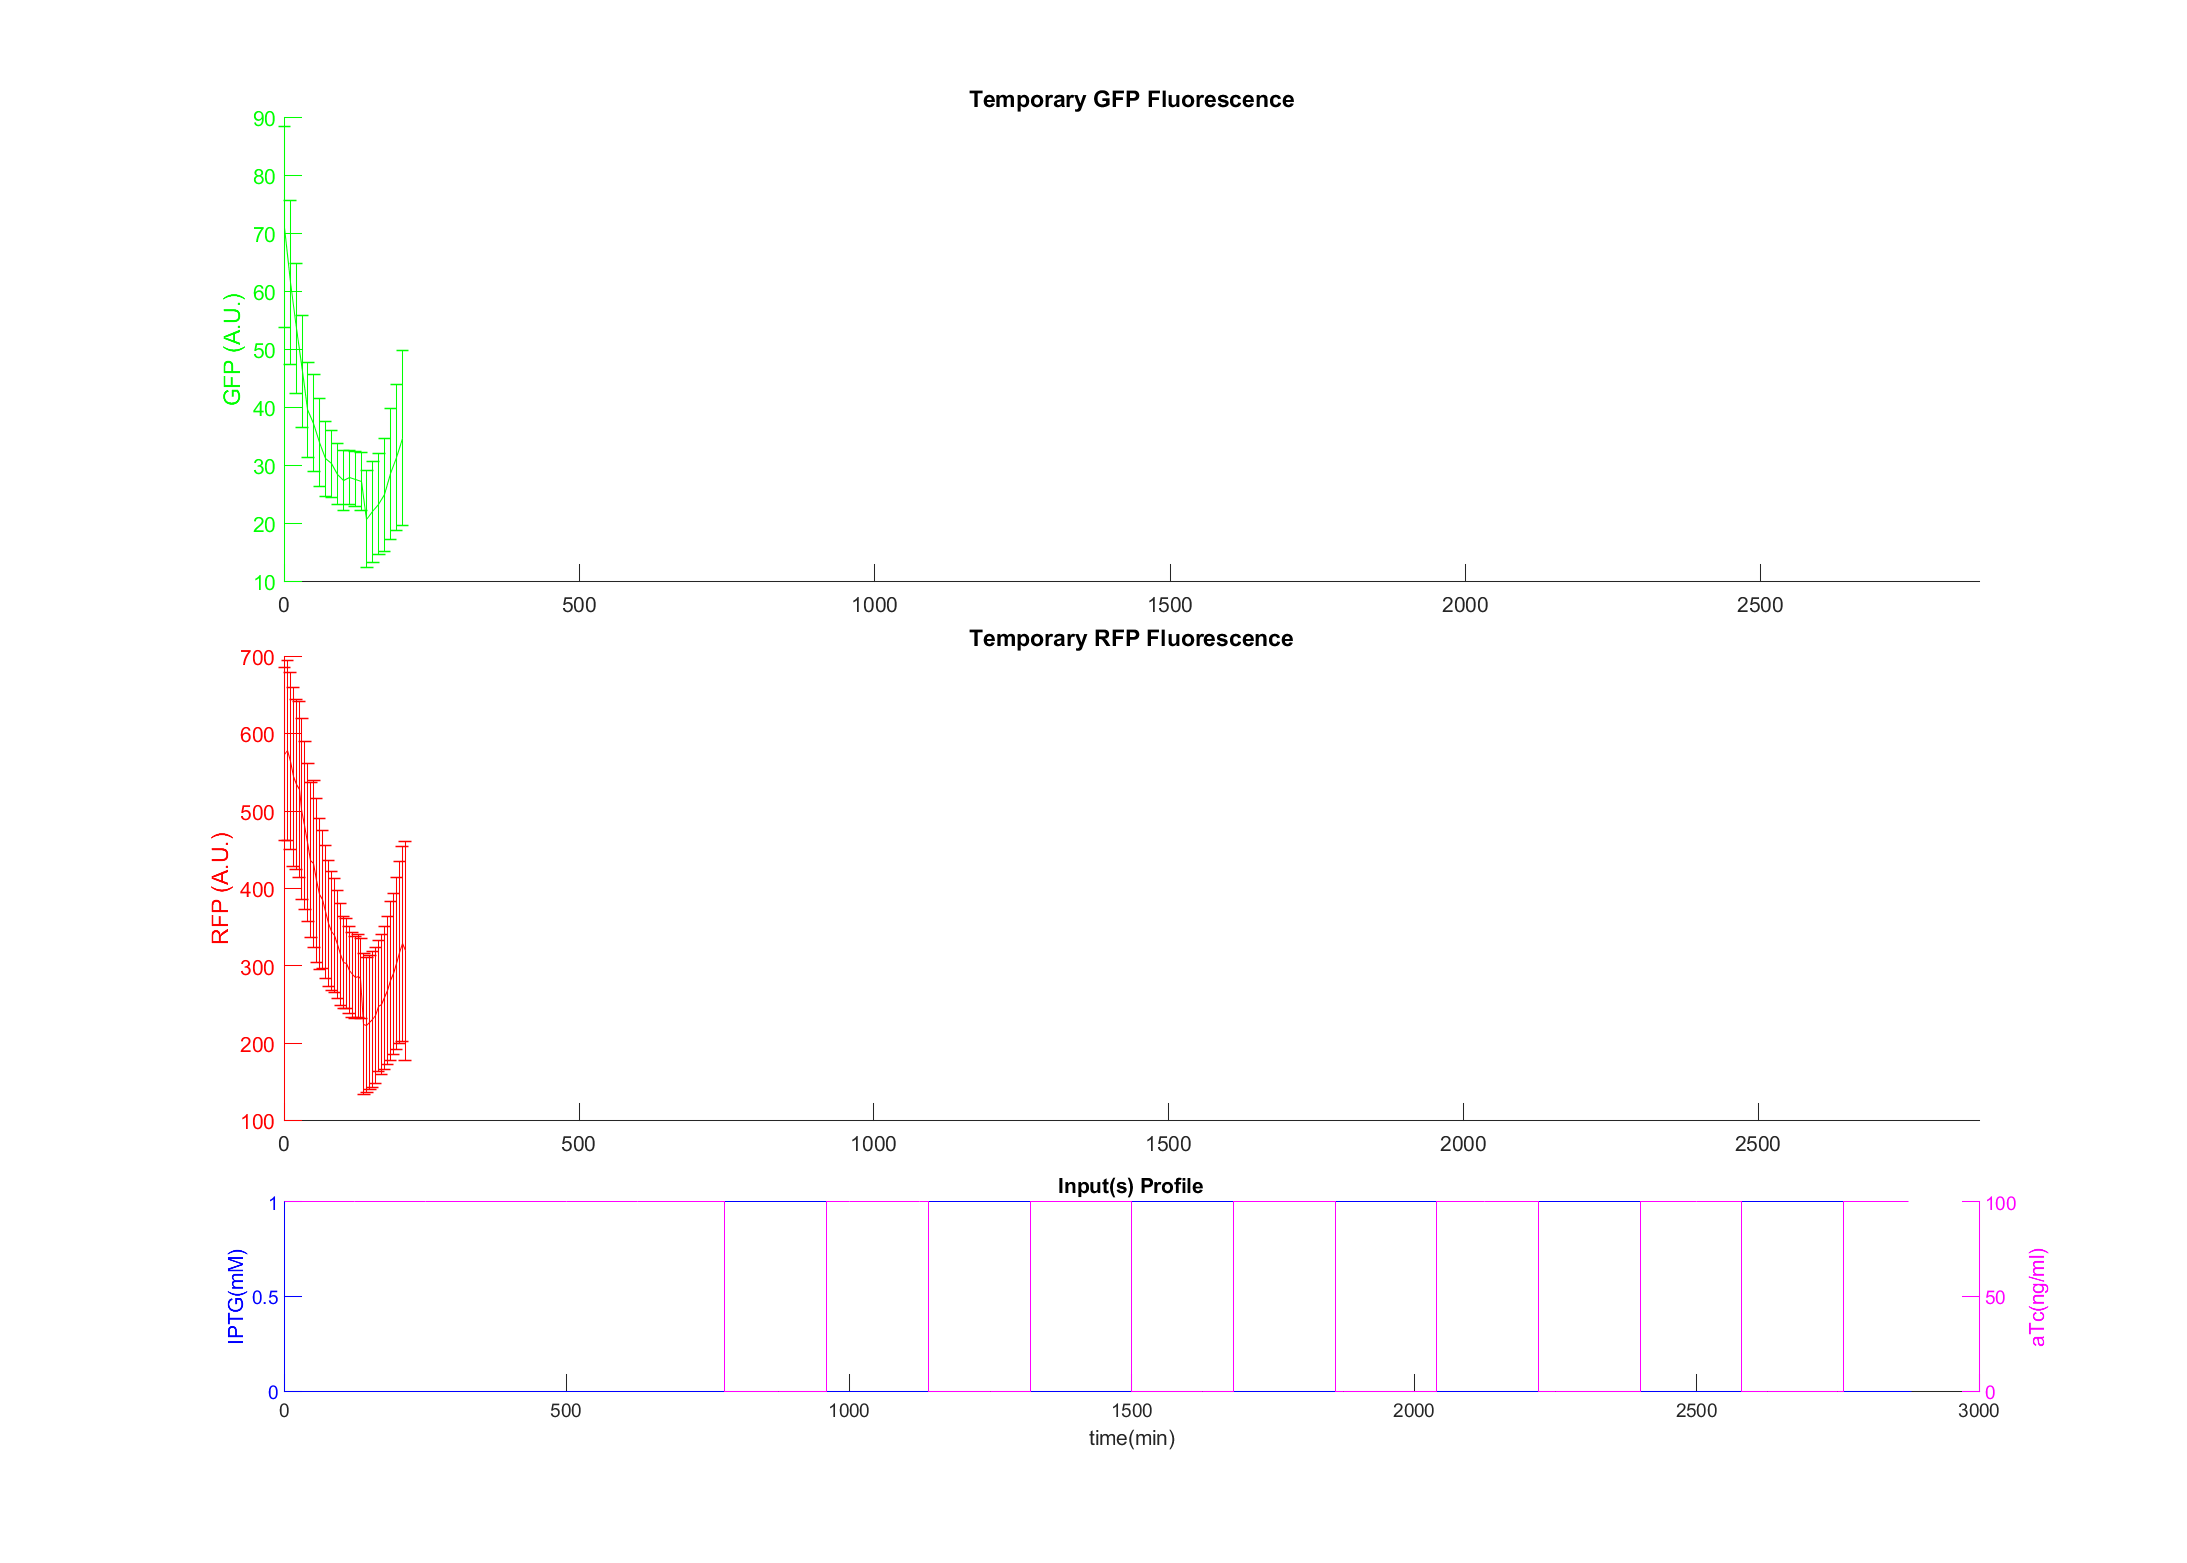 Temporary GFP Fluorescence
90
80
70
60
50
40
30
20
10
GFP (A.U.)
0 500 1000 1500 2000 2500
Temporary RFP Fluorescence
700
600
500
400
300
200
100
RFP (A.U.)
0 500 1000 1500 2000 2500
Input(s) Profile
1
0.5
0
IPTG(mM)
100
50
0
aTc(ng/ml)
0 500 1000 1500 2000 2500 3000
time(min)